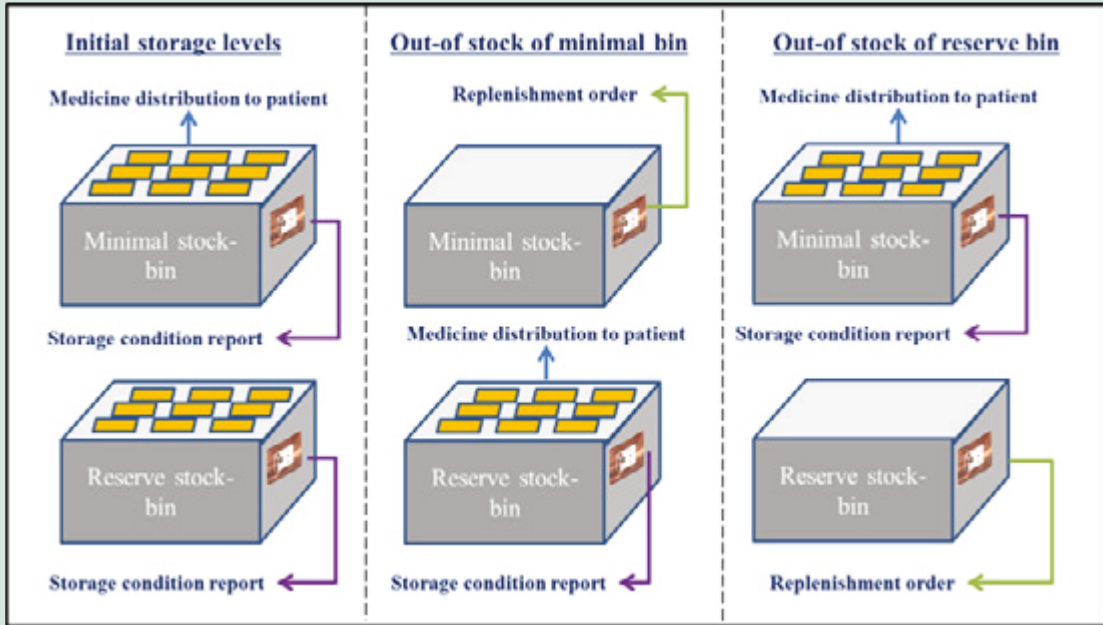 Initial storage levels
Medicine distribution to patient
Minimal stock-
bin
Storage condition report
Reserve stock-
bin
Storage condition report
Out-of stock of minimal bin
Replenishment order
Minimal stock-
bin
Medicine distribution to patient
Reserve stock-
bin
Storage condition report
Out-of stock of reserve bin
Medicine distribution to patient
Minimal stock-
bin
Storage condition report
Reserve stock-
bin
Replenishment order